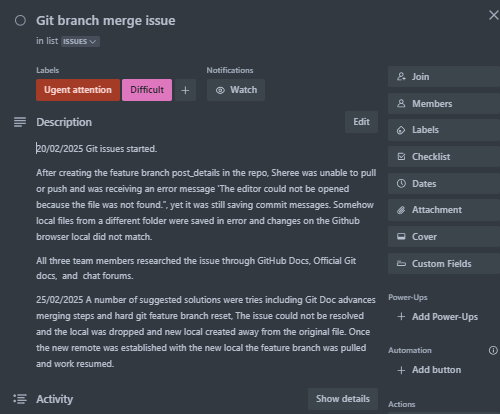 Git branch merge issue
in list ISSUES
Labels
Notifications
Ugent attention
Difficult
+
Watch
Description
Edit
20/02/2025 Git issues started.
After creating the feature branch post_details in the repo, Sheree was unable to pull
or push and was receiving an error message 'The editor could not be opened
because the file was not found.", yet it was still saving commit messages. Somehow
local files from a different folder were saved in error and changes on the Github
browser local did not match.
All three team members researched the issue through GitHub Docs, Official Git
docs, and chat forums.
25/02/2025 A number of suggested solutions were tries including Git Doc advances
merging steps and hard git feature branch reset, The issue could not be resolved
and the local was dropped and new local created away from the original file. Once
the new remote was established with the new local the feature branch was pulled
and work resumed.
Activity
Show details
Join
Members
Labels
Checklist
Dates
Attachment
Cover
Custom Fields
Power-Ups
+ Add Power-Ups
Automation
+ Add button
Actions